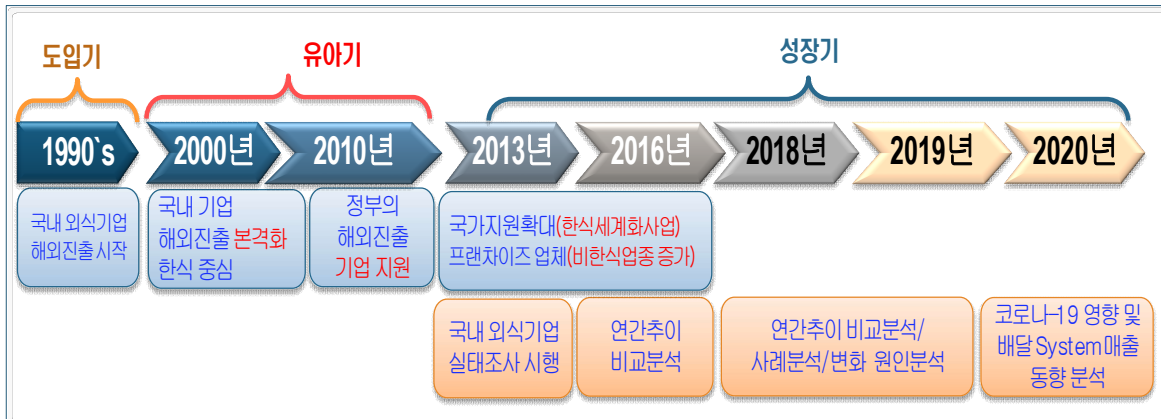 도입기
유아기
성장기
1990`s
2000년
2010년
2013년
2016년
2018년
2019년
2020년
국내 외식기업
해외진출 시작
국내 기업
해외진출 본격화
한식 중심
정부의
해외진출
기업 지원
국가지원확대(한식세계화사업)
프랜차이즈 업체(비한식업종 증가)
국내 외식기업
실태조사 시행
연간추이
비교분석
연간추이 비교분석/
사례분석/변화 원인분석
코로나-19 영향 및
배달 System 매출
동향 분석